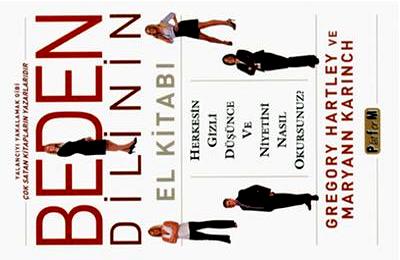 YALANCIYI YAKALAMAK GİBİ
ÇOK SATAN KİTAPLARIN YAZARLARIDIR
BEDEN
DİLİNİN
EL KİTABI
HERKESİN
GİZLİ
DÜŞÜNCE
VE
NİYETİNİ
NASIL
OKURSUNUZ?
GREGORY HARTLEY VE
MARYANN KARINCH
PlatforM